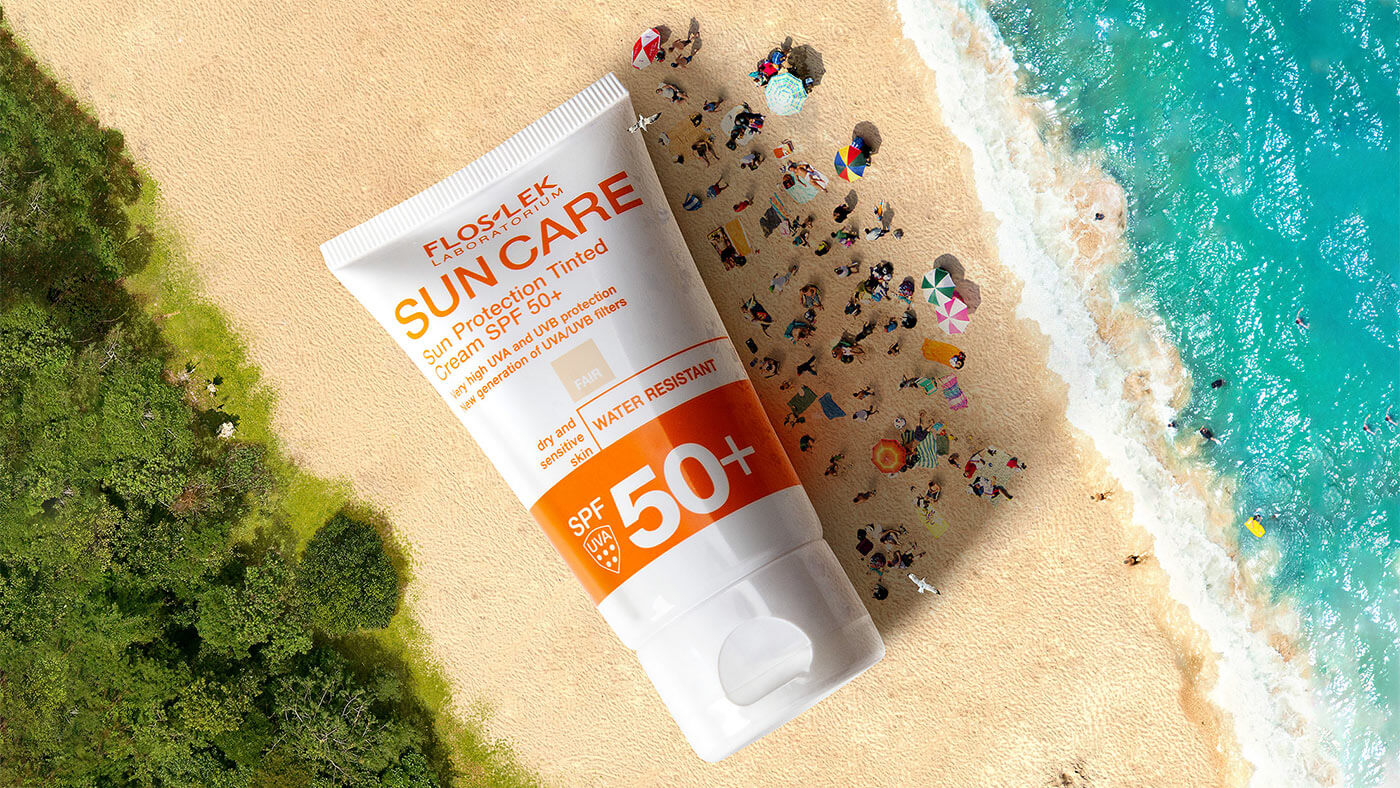 FLOS-LEK
LABORATORIUM
SUN CARE
Sun Protection Tinted
Cream SPF 50+
Very high UVA and UVB protection
New generation of UVA/UVB filters
FAIR
dry and
sensitive
skin
WATER RESISTANT
SPF
50+
UVA